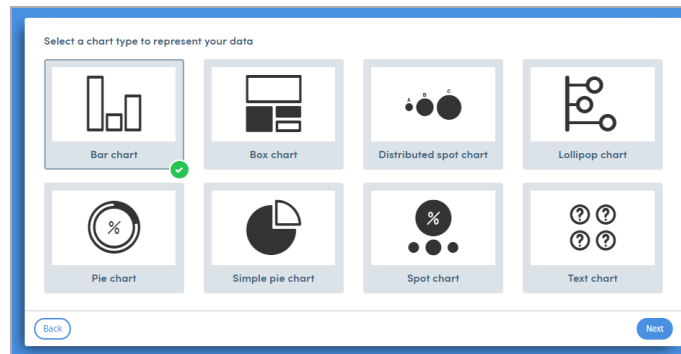 Select a chart type to represent your data
A B C
Bar chart Box chart Distributed spot chart Lollipop chart
% % ? ?
? ?
Pie chart Simple pie chart Spot chart Text chart
Back Next